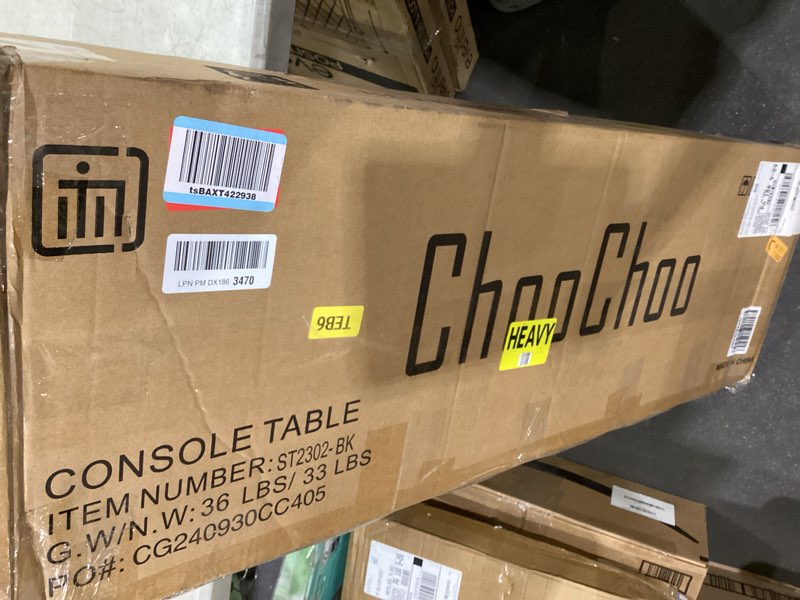 tsBAXT422938
LPN PM DX186 3470
TEB6
ChooChoo
HEAVY
CONSOLE TABLE
ITEM NUMBER: ST2302-BK
G.W/N.W: 36 LBS/ 33 LBS
PO#: CG240930CC405
MADE IN CHINA